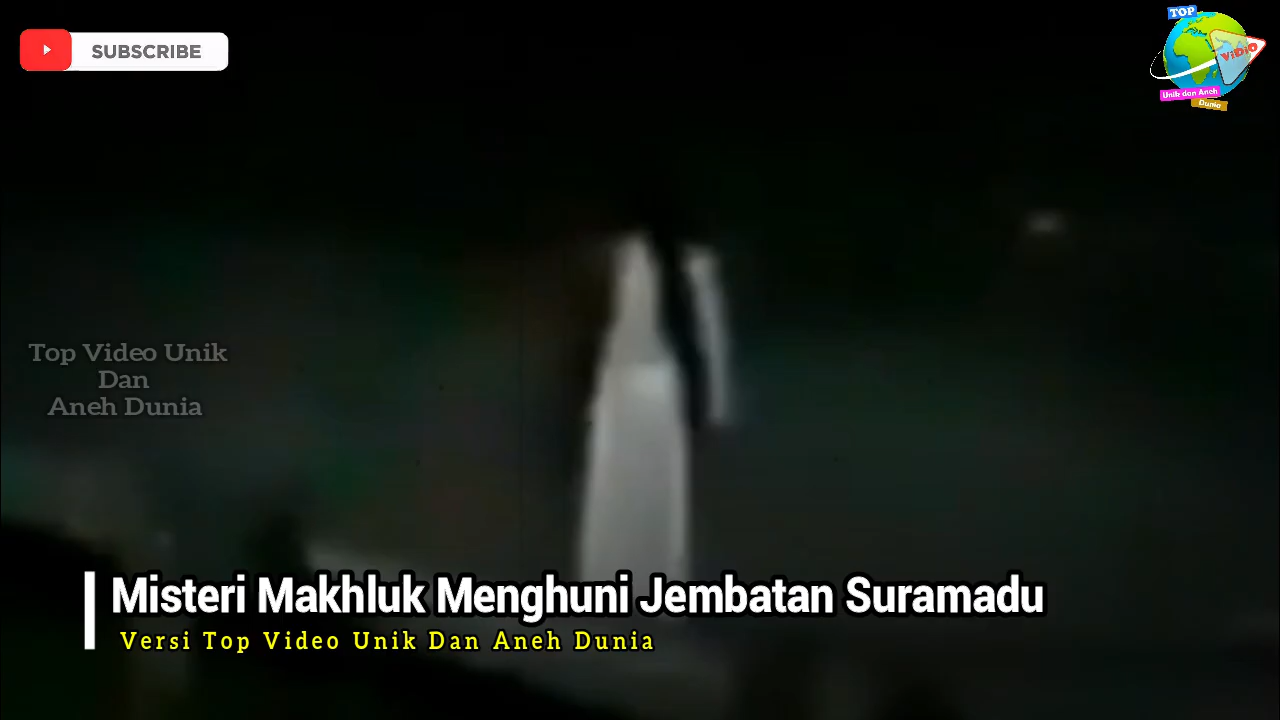 SUBSCRIBE
TOP
ViDiO
Unik dan Aneh
Dunia
Top Video Unik
Dan
Aneh Dunia
Misteri Makhluk Menghuni Jembatan Suramadu
Versi Top Video Unik Dan Aneh Dunia